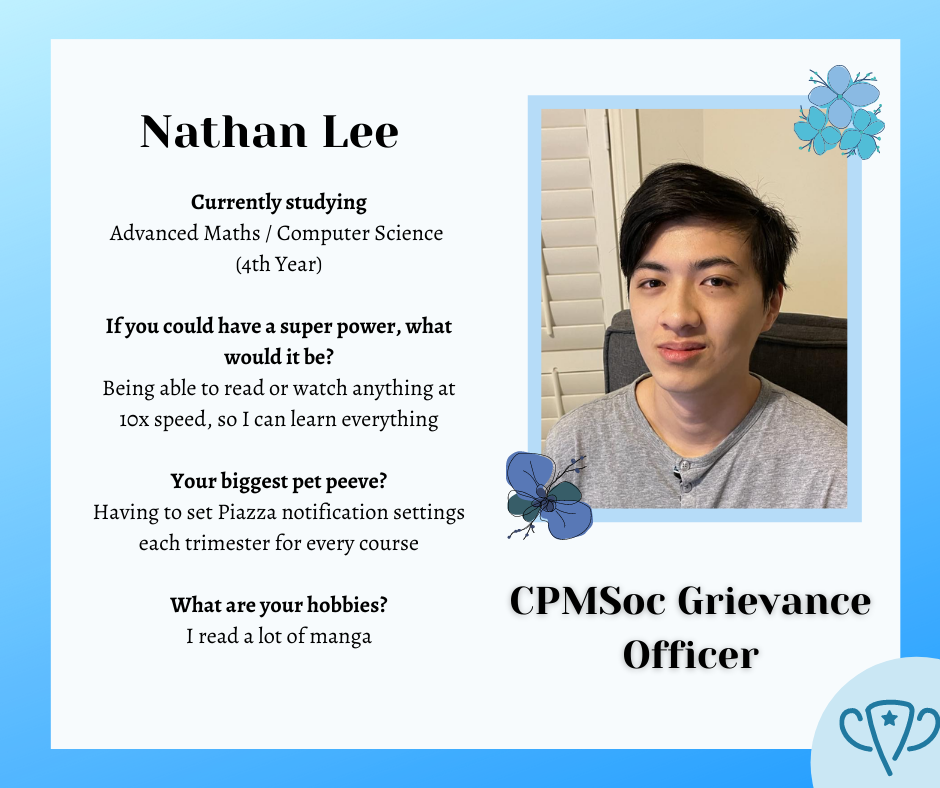 Nathan Lee
Currently studying
Advanced Maths / Computer Science
(4th Year)
If you could have a super power, what
would it be?
Being able to read or watch anything at
10x speed, so I can learn everything
Your biggest pet peeve?
Having to set Piazza notification settings
each trimester for every course
What are your hobbies?
I read a lot of manga
CPMSoc Grievance
Officer